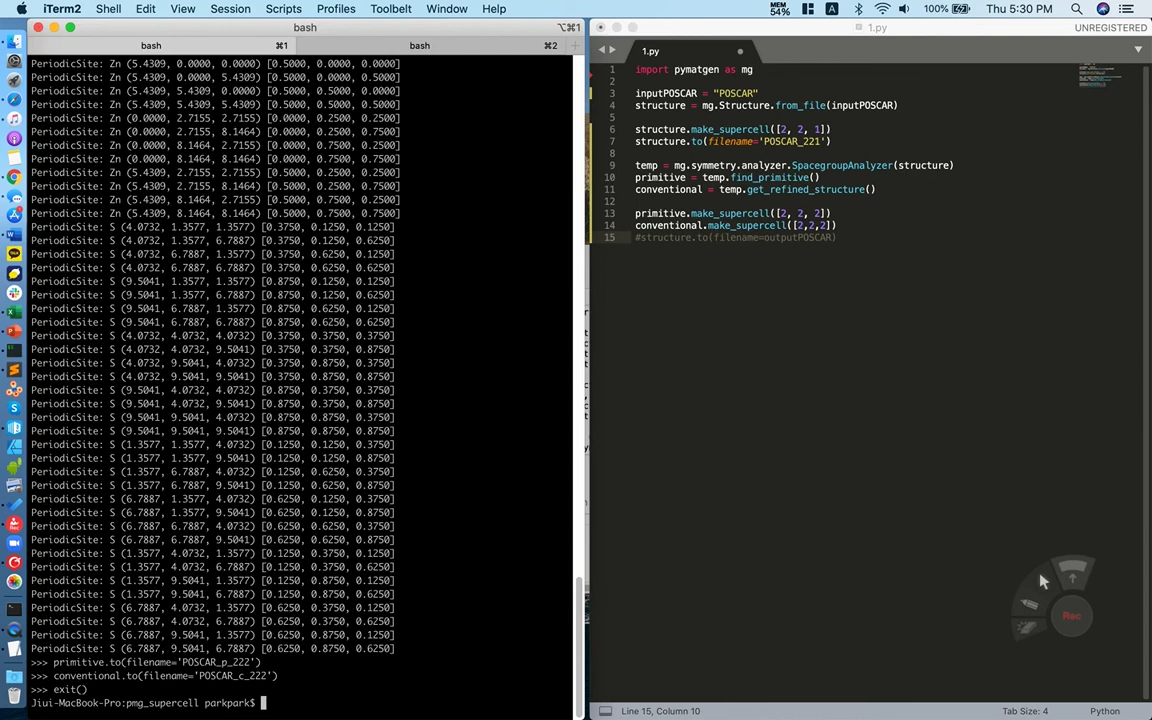 iTerm2 Shell Edit View Session Scripts Profiles Toolbelt Window Help MEM 54% A 100% Thu 5:30 PM
bash ⌥⌘1
bash ⌘1 bash ⌘2
PeriodicSite: Zn (5.4309, 0.0000, 0.0000) [0.5000, 0.0000, 0.0000]
PeriodicSite: Zn (5.4309, 0.0000, 5.4309) [0.5000, 0.0000, 0.5000]
PeriodicSite: Zn (5.4309, 5.4309, 0.0000) [0.5000, 0.5000, 0.0000]
PeriodicSite: Zn (5.4309, 5.4309, 5.4309) [0.5000, 0.5000, 0.5000]
PeriodicSite: Zn (0.0000, 2.7155, 2.7155) [0.0000, 0.2500, 0.2500]
PeriodicSite: Zn (0.0000, 2.7155, 8.1464) [0.0000, 0.2500, 0.7500]
PeriodicSite: Zn (0.0000, 8.1464, 2.7155) [0.0000, 0.7500, 0.2500]
PeriodicSite: Zn (0.0000, 8.1464, 8.1464) [0.0000, 0.7500, 0.7500]
PeriodicSite: Zn (5.4309, 2.7155, 2.7155) [0.5000, 0.2500, 0.2500]
PeriodicSite: Zn (5.4309, 2.7155, 8.1464) [0.5000, 0.2500, 0.7500]
PeriodicSite: Zn (5.4309, 8.1464, 2.7155) [0.5000, 0.7500, 0.2500]
PeriodicSite: Zn (5.4309, 8.1464, 8.1464) [0.5000, 0.7500, 0.7500]
PeriodicSite: S (4.0732, 1.3577, 1.3577) [0.3750, 0.1250, 0.1250]
PeriodicSite: S (4.0732, 1.3577, 6.7887) [0.3750, 0.1250, 0.6250]
PeriodicSite: S (4.0732, 6.7887, 1.3577) [0.3750, 0.6250, 0.1250]
PeriodicSite: S (4.0732, 6.7887, 6.7887) [0.3750, 0.6250, 0.6250]
PeriodicSite: S (9.5041, 1.3577, 1.3577) [0.8750, 0.1250, 0.1250]
PeriodicSite: S (9.5041, 1.3577, 6.7887) [0.8750, 0.1250, 0.6250]
PeriodicSite: S (9.5041, 6.7887, 1.3577) [0.8750, 0.6250, 0.1250]
PeriodicSite: S (9.5041, 6.7887, 6.7887) [0.8750, 0.6250, 0.6250]
PeriodicSite: S (4.0732, 4.0732, 4.0732) [0.3750, 0.3750, 0.3750]
PeriodicSite: S (4.0732, 4.0732, 9.5041) [0.3750, 0.3750, 0.8750]
PeriodicSite: S (4.0732, 9.5041, 4.0732) [0.3750, 0.8750, 0.3750]
PeriodicSite: S (4.0732, 9.5041, 9.5041) [0.3750, 0.8750, 0.8750]
PeriodicSite: S (9.5041, 4.0732, 4.0732) [0.8750, 0.3750, 0.3750]
PeriodicSite: S (9.5041, 4.0732, 9.5041) [0.8750, 0.3750, 0.8750]
PeriodicSite: S (9.5041, 9.5041, 4.0732) [0.8750, 0.8750, 0.3750]
PeriodicSite: S (9.5041, 9.5041, 9.5041) [0.8750, 0.8750, 0.8750]
PeriodicSite: S (1.3577, 1.3577, 4.0732) [0.1250, 0.1250, 0.3750]
PeriodicSite: S (1.3577, 1.3577, 9.5041) [0.1250, 0.1250, 0.8750]
PeriodicSite: S (1.3577, 6.7887, 4.0732) [0.1250, 0.6250, 0.3750]
PeriodicSite: S (1.3577, 6.7887, 9.5041) [0.1250, 0.6250, 0.8750]
PeriodicSite: S (6.7887, 1.3577, 4.0732) [0.6250, 0.1250, 0.3750]
PeriodicSite: S (6.7887, 1.3577, 9.5041) [0.6250, 0.1250, 0.8750]
PeriodicSite: S (6.7887, 6.7887, 4.0732) [0.6250, 0.6250, 0.3750]
PeriodicSite: S (6.7887, 6.7887, 9.5041) [0.6250, 0.6250, 0.8750]
PeriodicSite: S (1.3577, 4.0732, 1.3577) [0.1250, 0.3750, 0.1250]
PeriodicSite: S (1.3577, 4.0732, 6.7887) [0.1250, 0.3750, 0.6250]
PeriodicSite: S (1.3577, 9.5041, 1.3577) [0.1250, 0.8750, 0.1250]
PeriodicSite: S (1.3577, 9.5041, 6.7887) [0.1250, 0.8750, 0.6250]
PeriodicSite: S (6.7887, 4.0732, 1.3577) [0.6250, 0.3750, 0.1250]
PeriodicSite: S (6.7887, 4.0732, 6.7887) [0.6250, 0.3750, 0.6250]
PeriodicSite: S (6.7887, 9.5041, 1.3577) [0.6250, 0.8750, 0.1250]
PeriodicSite: S (6.7887, 9.5041, 6.7887) [0.6250, 0.8750, 0.6250]
>>> primitive.to(filename='POSCAR_p_222')
>>> conventional.to(filename='POSCAR_c_222')
>>> exit()
Jiui-MacBook-Pro:pmg_supercell parkpark$
1.py UNREGISTERED
1.py
1 import pymatgen as mg
2
3 inputPOSCAR = "POSCAR"
4 structure = mg.Structure.from_file(inputPOSCAR)
5
6 structure.make_supercell([2, 2, 1])
7 structure.to(filename='POSCAR_221')
8
9 temp = mg.symmetry.analyzer.SpacegroupAnalyzer(structure)
10 primitive = temp.find_primitive()
11 conventional = temp.get_refined_structure()
12
13 primitive.make_supercell([2, 2, 2])
14 conventional.make_supercell([2,2,2])
15 #structure.to(filename=outputPOSCAR)
Rec
Line 15, Column 10 Tab Size: 4 Python